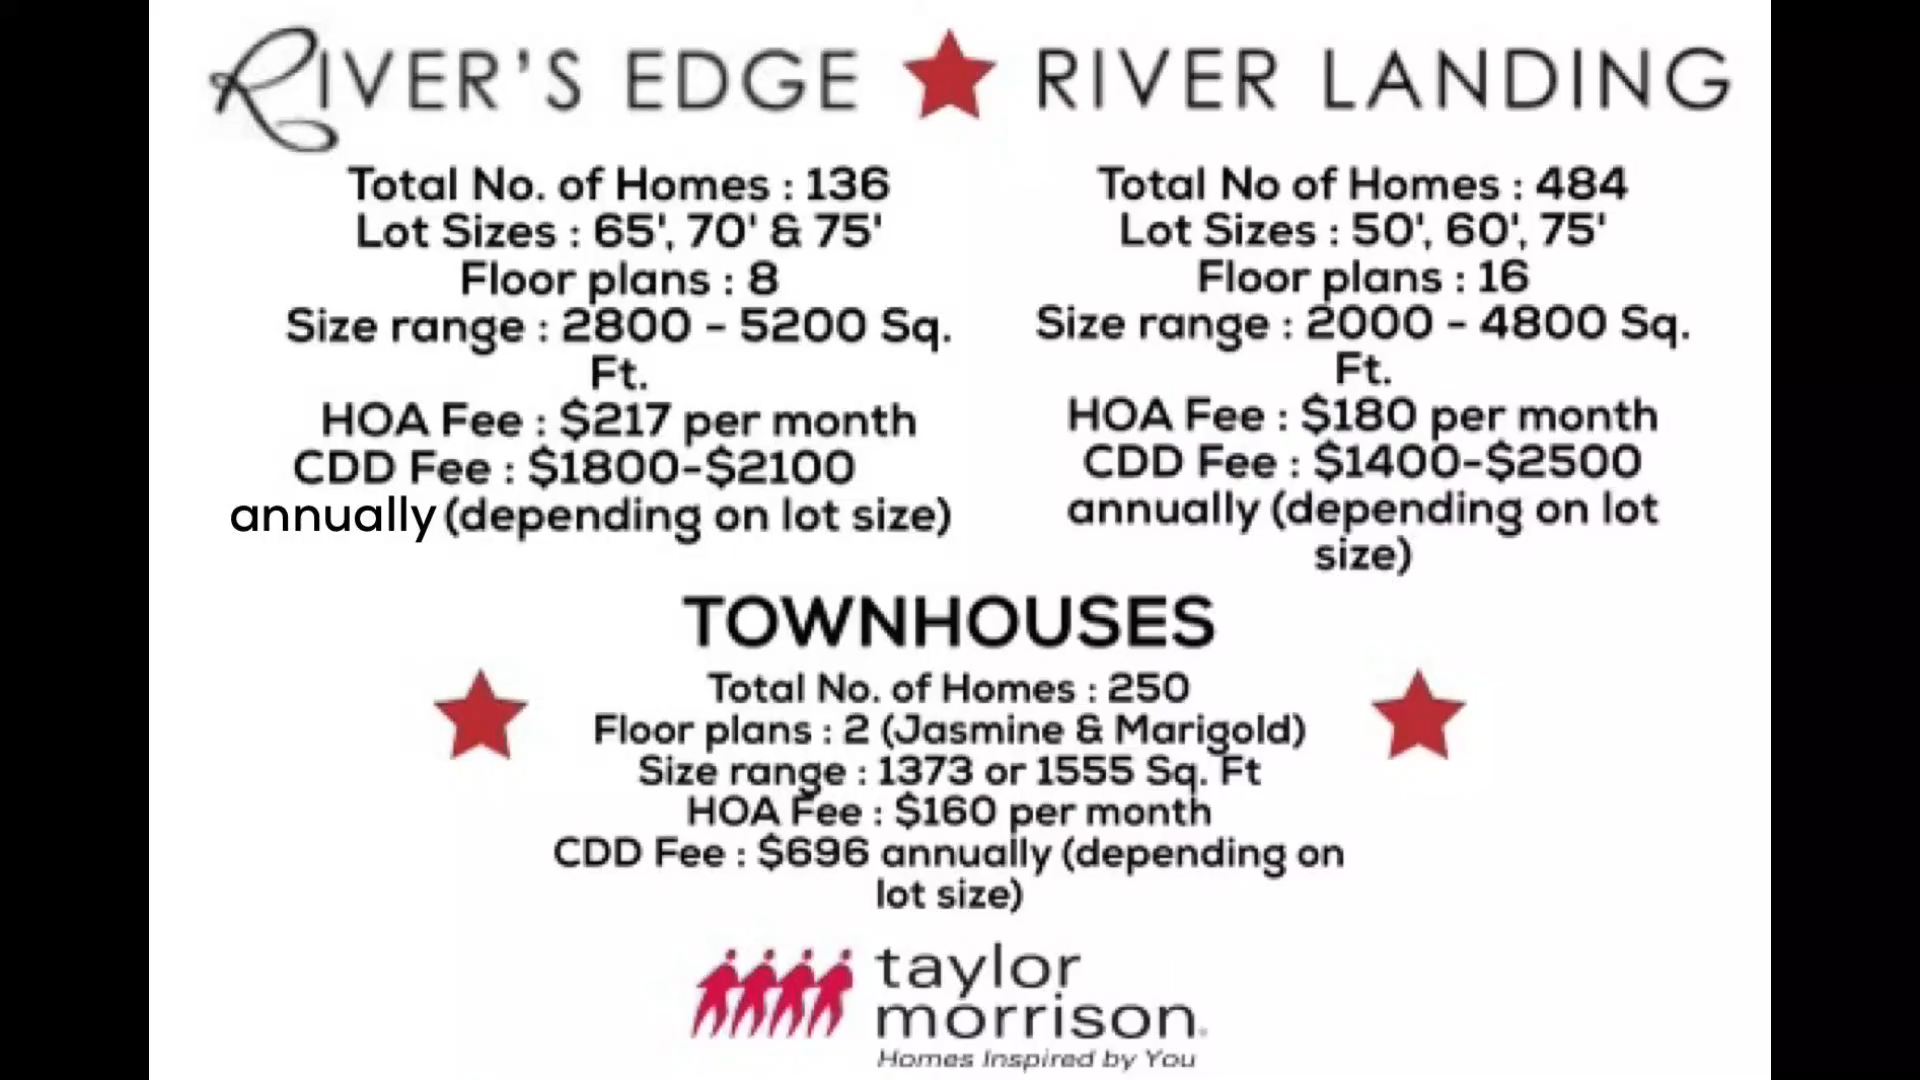 RIVER'S EDGE
Total No. of Homes : 136
Lot Sizes : 65', 70' & 75'
Floor plans : 8
Size range : 2800 - 5200 Sq.
Ft.
HOA Fee : $217 per month
CDD Fee : $1800-$2100
annually (depending on lot size)
RIVER LANDING
Total No of Homes : 484
Lot Sizes : 50', 60', 75'
Floor plans : 16
Size range : 2000 - 4800 Sq.
Ft.
HOA Fee : $180 per month
CDD Fee : $1400-$2500
annually (depending on lot
size)
TOWNHOUSES
Total No. of Homes : 250
Floor plans : 2 (Jasmine & Marigold)
Size range : 1373 or 1555 Sq. Ft
HOA Fee : $160 per month
CDD Fee : $696 annually (depending on
lot size)
taylor
morrison
Homes Inspired by You